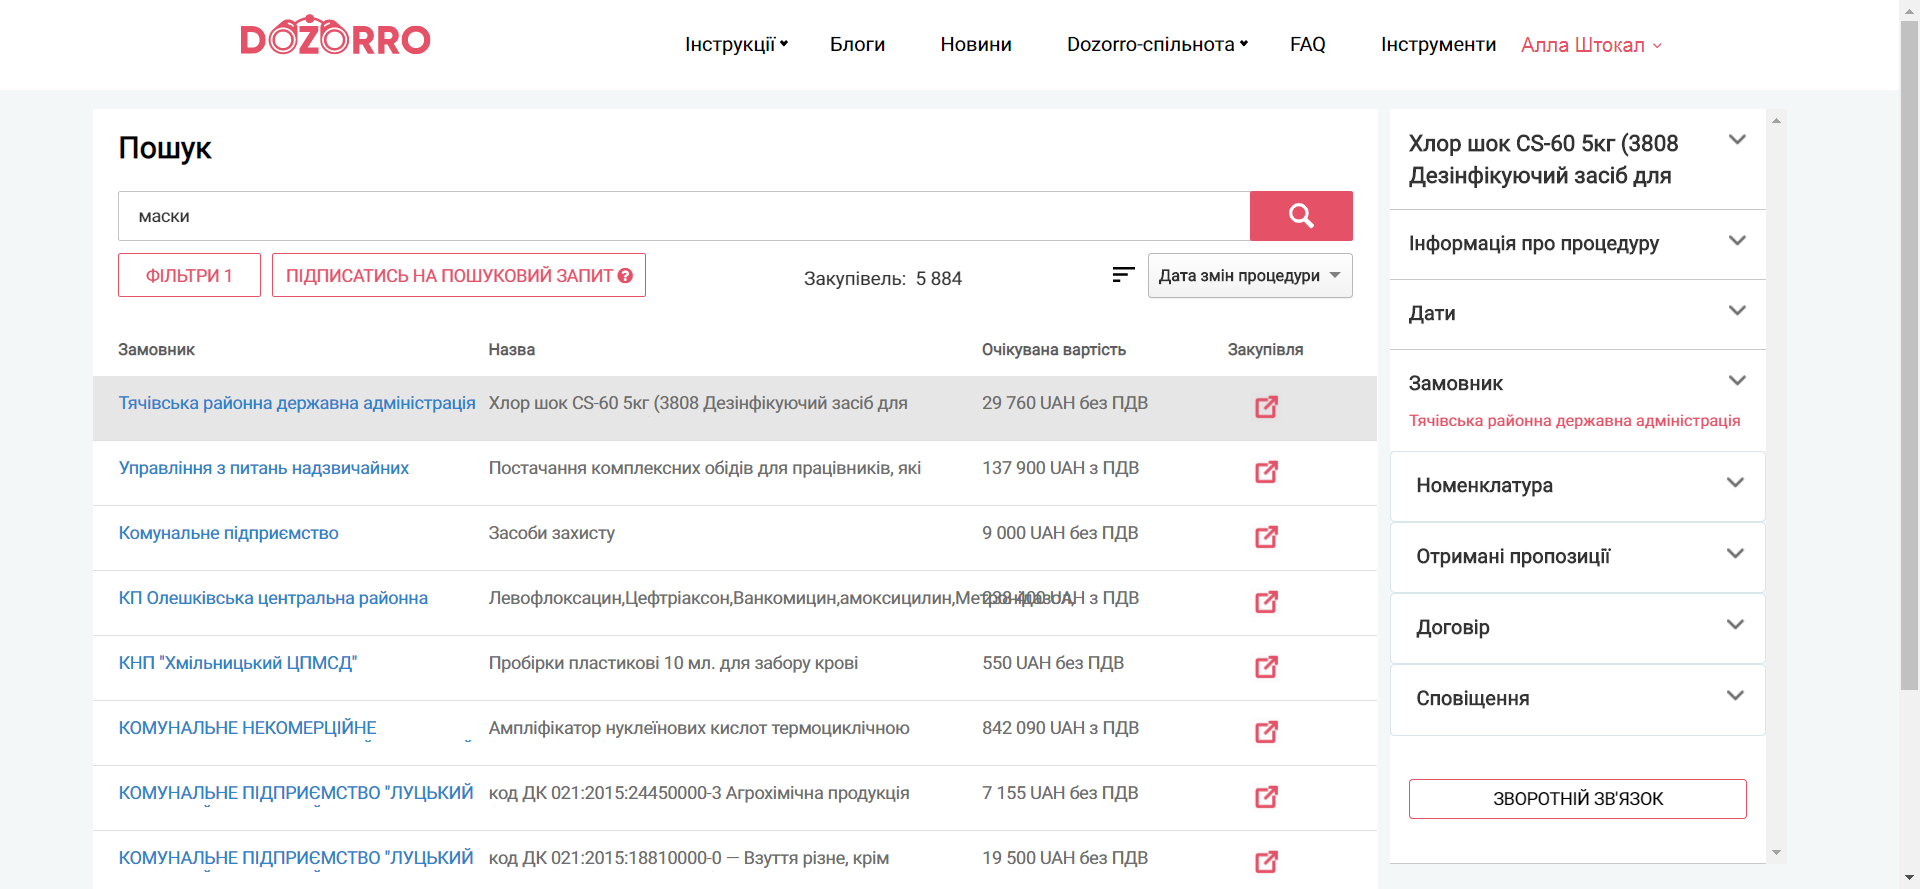 DOZORRO
Інструкції
Блоги
Новини
Dozorro-спільнота
FAQ
Інструменти
Алла Штокал
Пошук
маски
ФІЛЬТРИ 1
ПІДПИСАТИСЬ НА ПОШУКОВИЙ ЗАПИТ ?
Закупівель: 5 884
Дата змін процедури
Замовник Назва Очікувана вартість Закупівля
Тячівська районна державна адміністрація Хлор шок CS-60 5кг (3808 Дезінфікуючий засіб для 29 760 UAH без ПДВ
Управління з питань надзвичайних Постачання комплексних обідів для працівників, які 137 900 UAH з ПДВ
Комунальне підприємство Засоби захисту 9 000 UAH без ПДВ
КП Олешківська центральна районна Левофлоксацин,Цефтріаксон,Ванкомицин,амоксицилин,Метронідазол, 238 400 UAH з ПДВ
КНП "Хмільницький ЦПМСД" Пробірки пластикові 10 мл. для забору крові 550 UAH без ПДВ
КОМУНАЛЬНЕ НЕКОМЕРЦІЙНЕ Ампліфікатор нуклеїнових кислот термоциклічною 842 090 UAH з ПДВ
КОМУНАЛЬНЕ ПІДПРИЄМСТВО "ЛУЦЬКИЙ код ДК 021:2015:24450000-3 Агрохімічна продукція 7 155 UAH без ПДВ
КОМУНАЛЬНЕ ПІДПРИЄМСТВО "ЛУЦЬКИЙ код ДК 021:2015:18810000-0 — Взуття різне, крім 19 500 UAH без ПДВ
Хлор шок CS-60 5кг (3808
Дезінфікуючий засіб для
Інформація про процедуру
Дати
Замовник
Тячівська районна державна адміністрація
Номенклатура
Отримані пропозиції
Договір
Сповіщення
ЗВОРОТНІЙ ЗВ'ЯЗОК